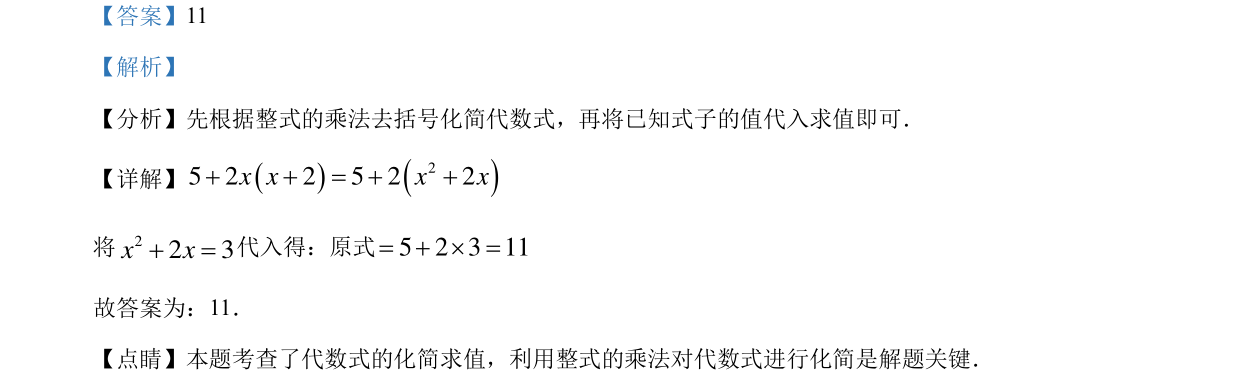 【答案】11
【解析】
【分析】先根据整式的乘法去括号化简代数式，再将已知式子的值代入求值即可．
【详解】5+2x(x+2)=5+2(x²+2x)
将 x²+2x=3代入得：原式=5+2×3=11
故答案为：11．
【点睛】本题考查了代数式的化简求值，利用整式的乘法对代数式进行化简是解题关键．